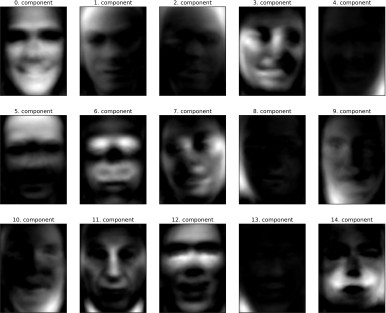 0. component
1. component
2. component
3. component
4. component
5. component
6. component
7. component
8. component
9. component
10. component
11. component
12. component
13. component
14. component